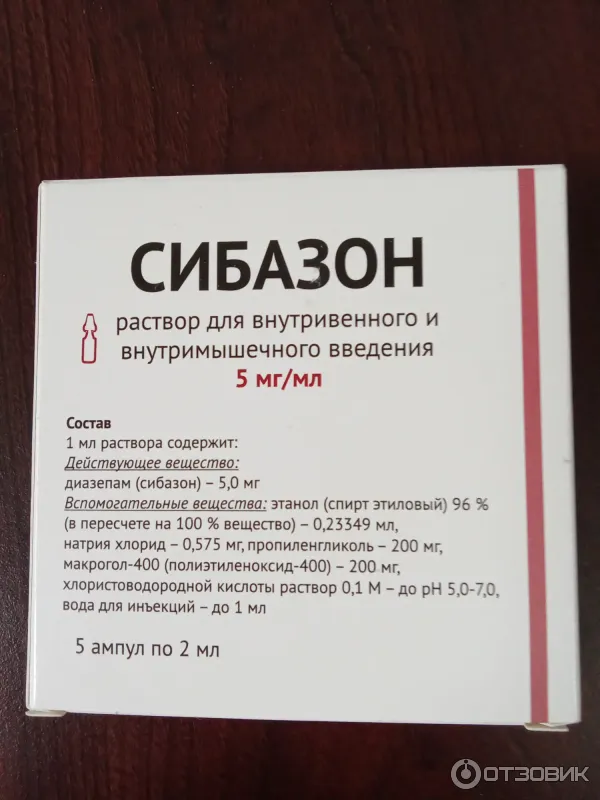 СИБАЗОН
раствор для внутривенного и
внутримышечного введения
5 мг/мл
Состав
1 мл раствора содержит:
Действующее вещество:
диазепам (сибазон) – 5,0 мг
Вспомогательные вещества: этанол (спирт этиловый) 96 %
(в пересчете на 100 % вещество) – 0,23349 мл,
натрия хлорид – 0,575 мг, пропиленгликоль – 200 мг,
макрогол-400 (полиэтиленоксид-400) – 200 мг,
хлористоводородной кислоты раствор 0,1 М – до pH 5,0-7,0,
вода для инъекций – до 1 мл
5 ампул по 2 мл
ОТЗОВИК